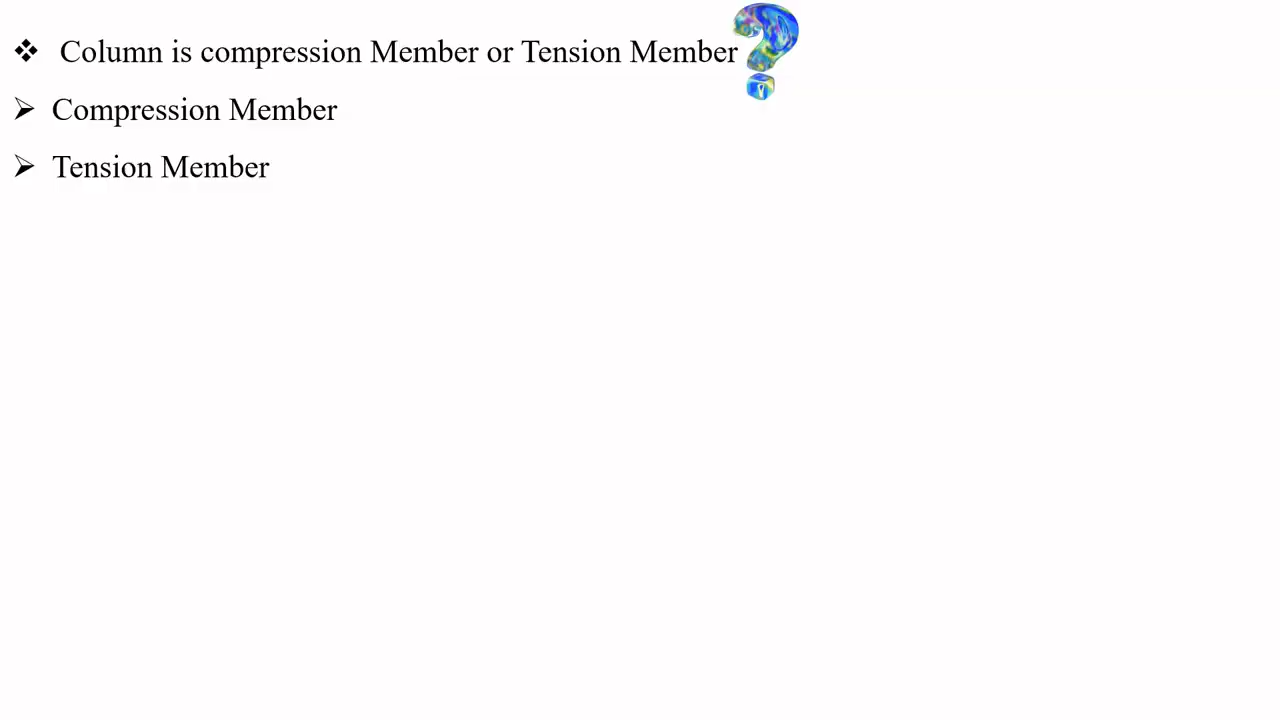 ❖ Column is compression Member or Tension Member?
➢ Compression Member
➢ Tension Member